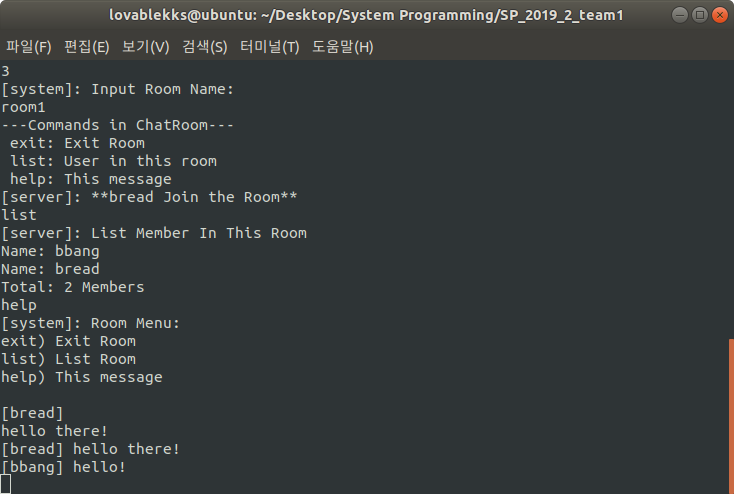 lovablekks@ubuntu: ~/Desktop/System Programming/SP_2019_2_team1
파일(F) 편집(E) 보기(V) 검색(S) 터미널(T) 도움말(H)
3
[system]: Input Room Name:
room1
---Commands in ChatRoom---
 exit: Exit Room
 list: User in this room
 help: This message
[server]: **bread Join the Room**
list
[server]: List Member In This Room
Name: bbang
Name: bread
Total: 2 Members
help
[system]: Room Menu:
exit) Exit Room
list) List Room
help) This message

[bread]
hello there!
[bread] hello there!
[bbang] hello!